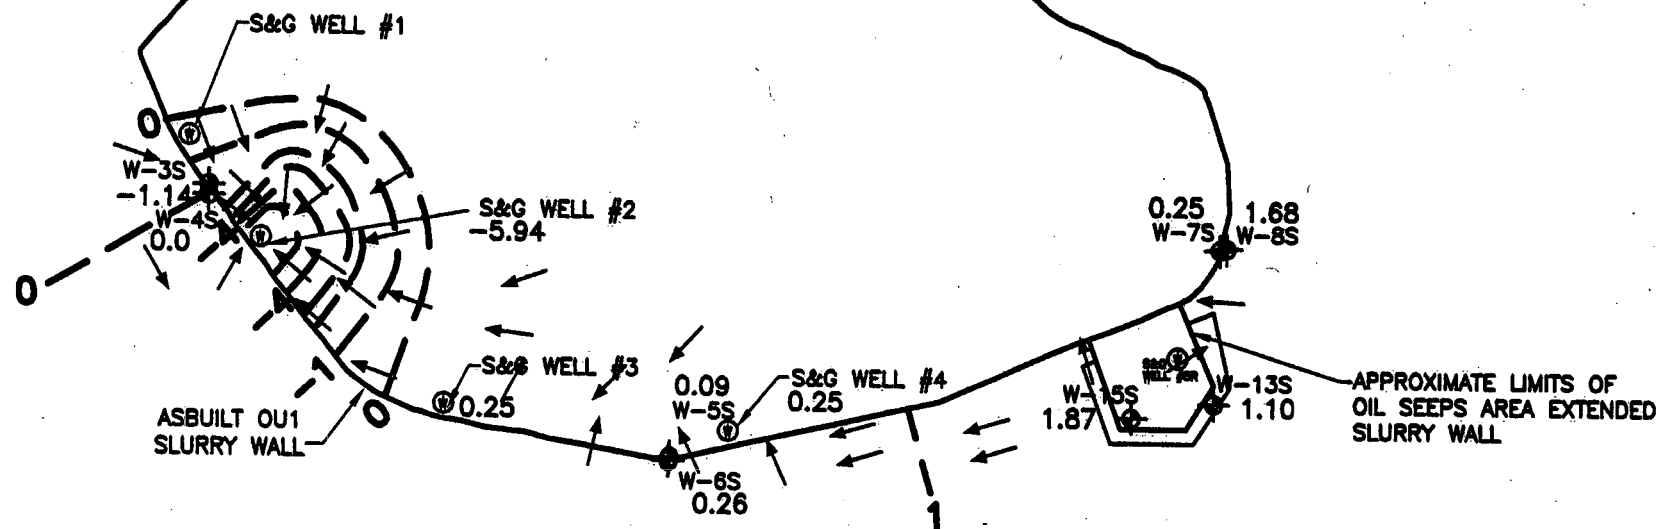 S&G WELL #1
0
W-3S
-1.14
W-4S
0.0
S&G WELL #2
-5.94
0
0.25 1.68
W-7S W-8S
S&G WELL #3
0.25
0.09
W-5S
S&G WELL #4
0.25
0
ASBUILT OU1
SLURRY WALL
W-6S
0.26
1
S&G
WELL
W-15S
1.87
W-13S
1.10
APPROXIMATE LIMITS OF
OIL SEEPS AREA EXTENDED
SLURRY WALL